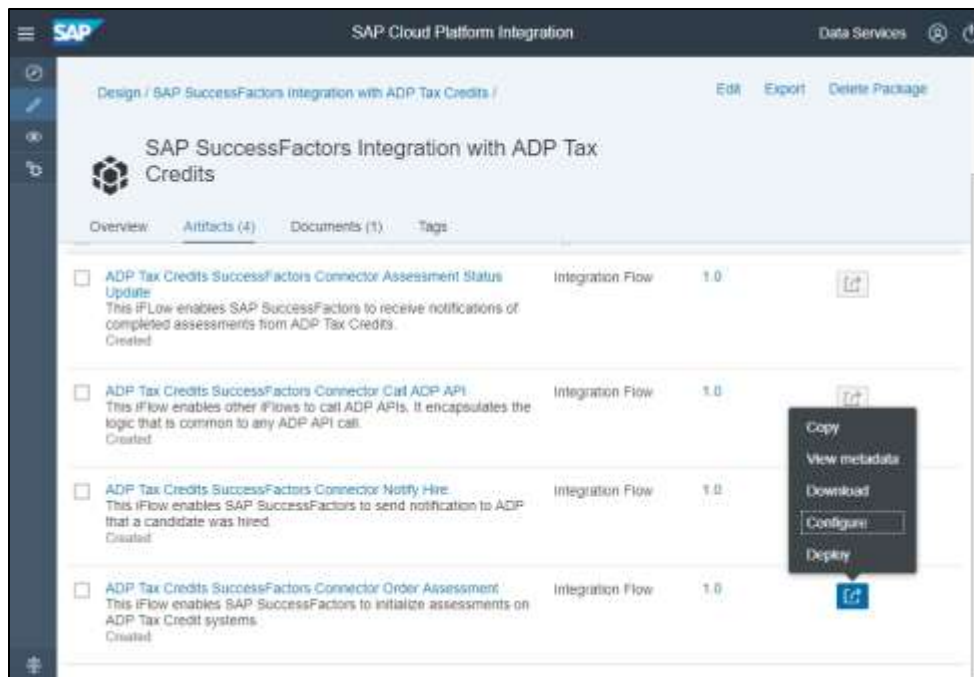 SAP
SAP Cloud Platform Integration
Data Services
Design / SAP SuccessFactors Integration with ADP Tax Credits /
Edit
Export
Delete Package
SAP SuccessFactors Integration with ADP Tax
Credits
Overview
Artifacts (4)
Documents (1)
Tags
ADP Tax Credits SuccessFactors Connector Assessment Status
Update
Integration Flow
1.0
This iFLow enables SAP SuccessFactors to receive notifications of
completed assessments from ADP Tax Credits.
Created
ADP Tax Credits SuccessFactors Connector Call ADP API
Integration Flow
1.0
This iFlow enables other iFlows to call ADP APIs. It encapsulates the
logic that is common to any ADP API call.
Created
Copy
View metadata
Download
Configure
Deploy
ADP Tax Credits SuccessFactors Connector Notify Hire
Integration Flow
1.0
This iFlow enables SAP SuccessFactors to send notification to ADP
that a candidate was hired.
Created
ADP Tax Credits SuccessFactors Connector Order Assessment
Integration Flow
1.0
This iFlow enables SAP SuccessFactors to initialize assessments on
ADP Tax Credit systems.
Created